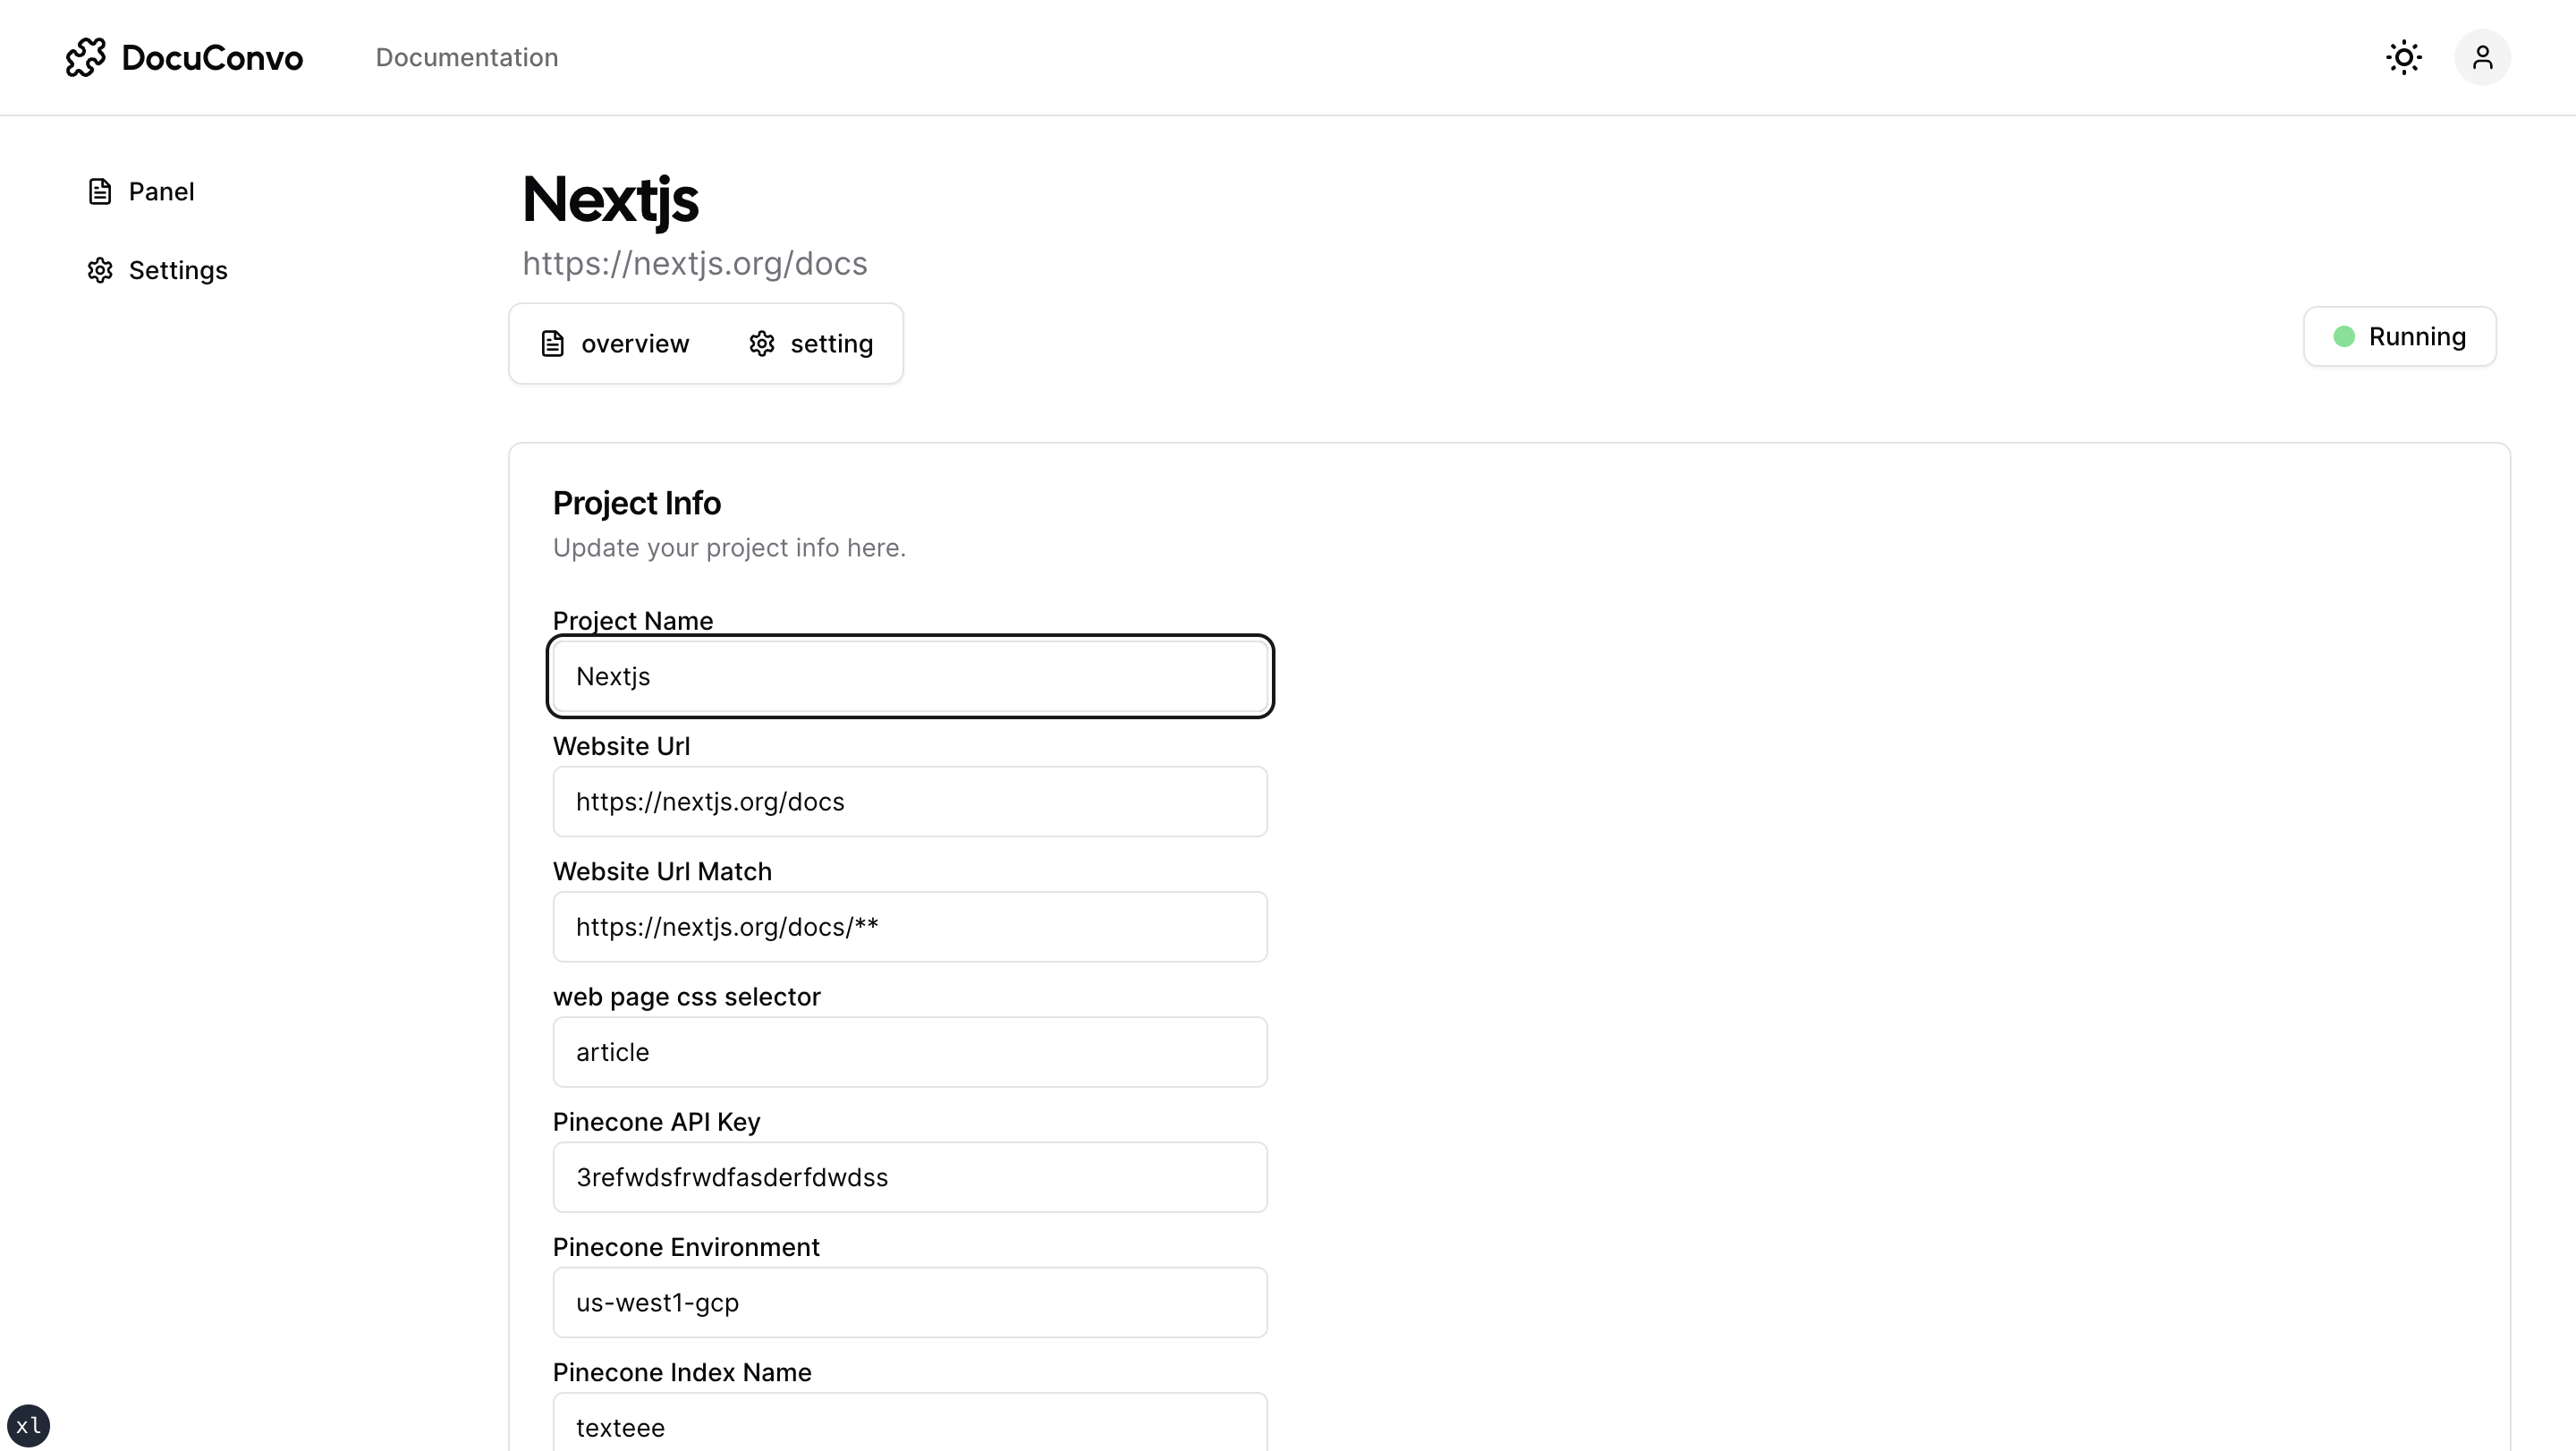 DocuConvo
Documentation
Panel
Settings
Nextjs
https://nextjs.org/docs
overview
setting
Running
Project Info
Update your project info here.
Project Name
Nextjs
Website Url
https://nextjs.org/docs
Website Url Match
https://nextjs.org/docs/**
web page css selector
article
Pinecone API Key
3refwdsfrwdfasderfdwdss
Pinecone Environment
us-west1-gcp
Pinecone Index Name
texteee
xl